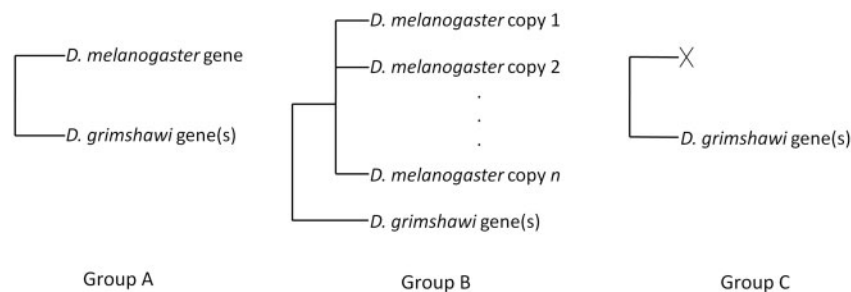 D. melanogaster gene
D. grimshawi gene(s)
Group A
D. melanogaster copy 1
D. melanogaster copy 2
.
.
.
D. melanogaster copy n
D. grimshawi gene(s)
Group B
X
D. grimshawi gene(s)
Group C